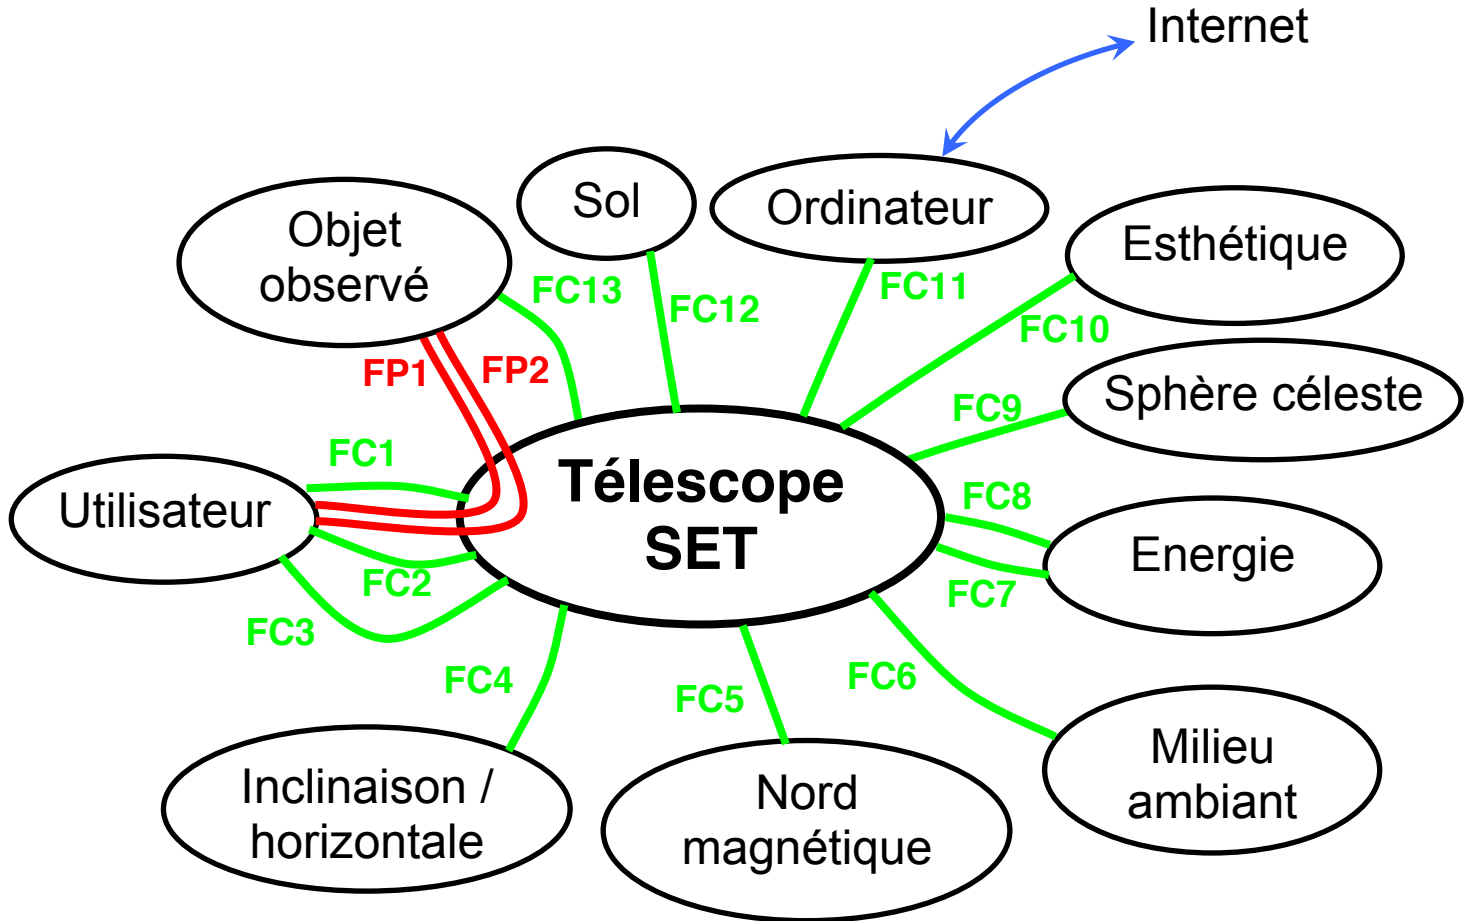 Internet
Sol
Ordinateur
Objet
observé
Esthétique
FC13
FC11
FC12
FC10
FP1
FP2
Sphère céleste
FC9
FC1
Télescope
SET
Utilisateur
FC8
Energie
FC2
FC7
FC3
FC4
FC5
FC6
Inclinaison /
horizontale
Nord
magnétique
Milieu
ambiant